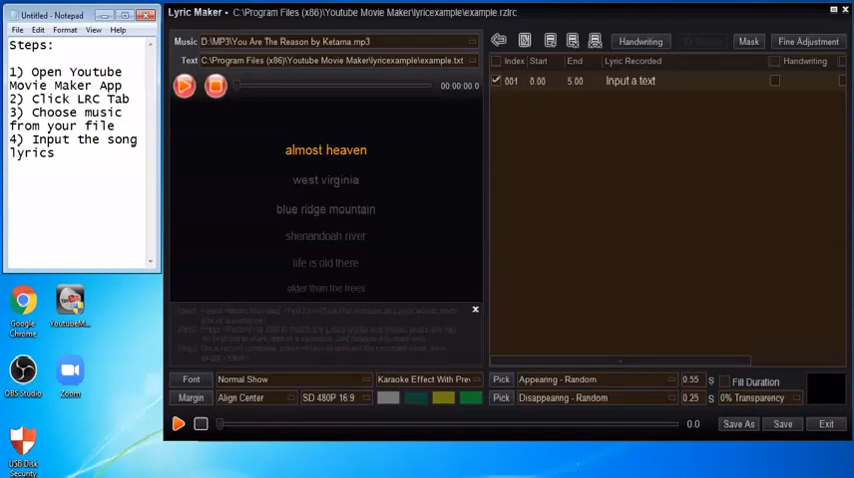 Untitled - Notepad
File Edit Format View Help
Steps:
1) Open Youtube
Movie Maker App
2) Click LRC Tab
3) Choose music
from your file
4) Input the song
lyrics
Google
Chrome
YoutubeM...
OBS Studio
Zoom
USB Disk
Security
Lyric Maker • C:\Program Files (x86)\Youtube Movie Maker\lyricexample\example.rzlrc
Music D:\MP3\You Are The Reason by Ketama.mp3
Text C:\Program Files (x86)\Youtube Movie Maker\lyricexample\example.txt
00:00:00.0
almost heaven
west virginia
blue ridge mountain
shenandoah river
life is old there
older than the trees
Handwriting
Mask
Fine Adjustment
Index Start End Lyric Recorded Handwriting
001 0.00 5.00 Input a text
Font Normal Show Karaoke Effect With Prev
Margin Align Center SD 480P 16:9
Pick Appearing - Random 0.55 S Fill Duration
Pick Disappearing - Random 0.25 S 0% Transparency
0.0 Save As Save Exit